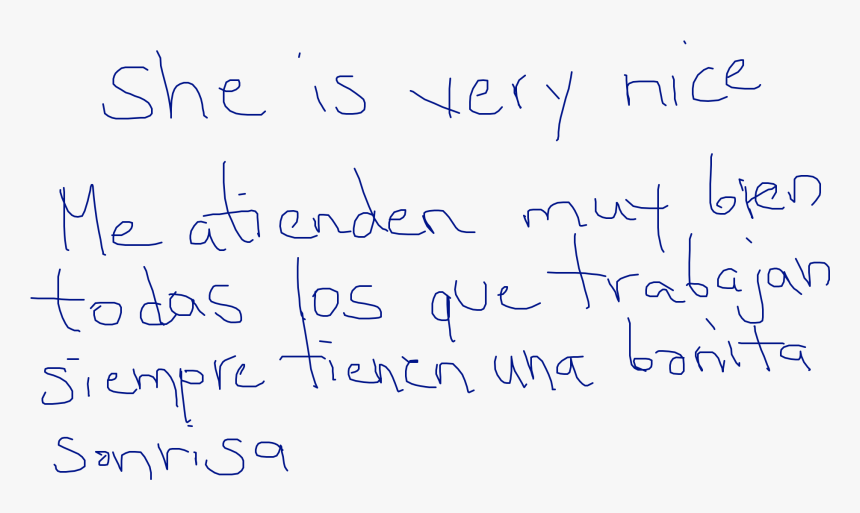 She is very nice
Me atienden muy bien
todas los que trabajan
siempre tienen una bonita
sonrisa